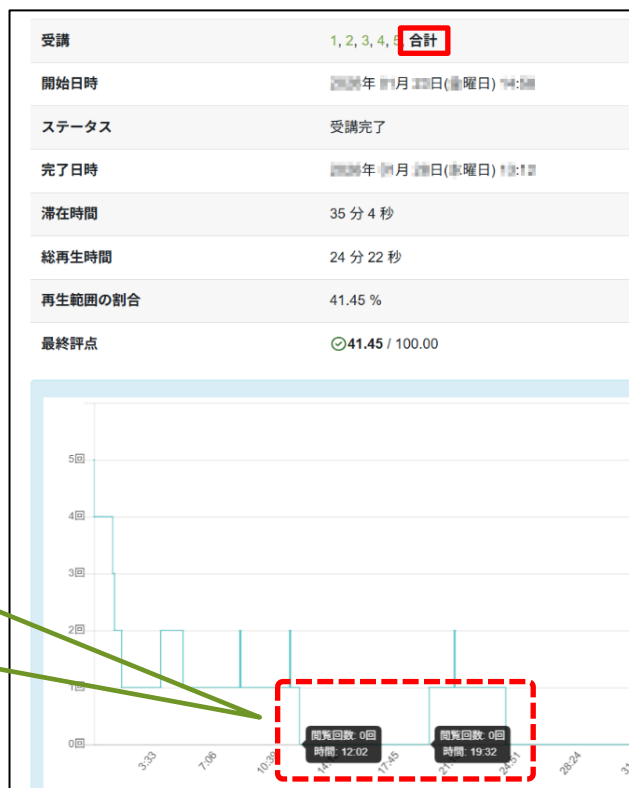 受講 1, 2, 3, 4, 5, 合計
開始日時 年 月 日( 曜日)
ステータス 受講完了
完了日時 年 月 日( 曜日)
滞在時間 35 分 4 秒
総再生時間 24 分 22 秒
再生範囲の割合 41.45 %
最終評点 41.45 / 100.00
5回
4回
3回
2回
1回
0回
閲覧回数: 0回
時間: 12:02
閲覧回数: 0回
時間: 19:32
3:33
7:06
10:39
17:45
24:51
28:24